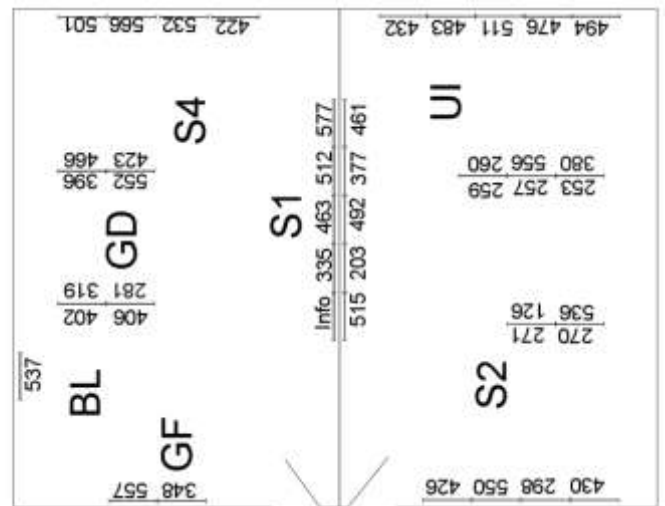 501 566 532 422
432 483 511 476 494
S4
UI
577 461
466 423
396 552
512 377
260 556 380
259 257 253
GD
S1
463 492
335 203
319 281
402 406
Info 515
126 536
271 270
537
BL
S2
GF
557 348
426 550 298 430